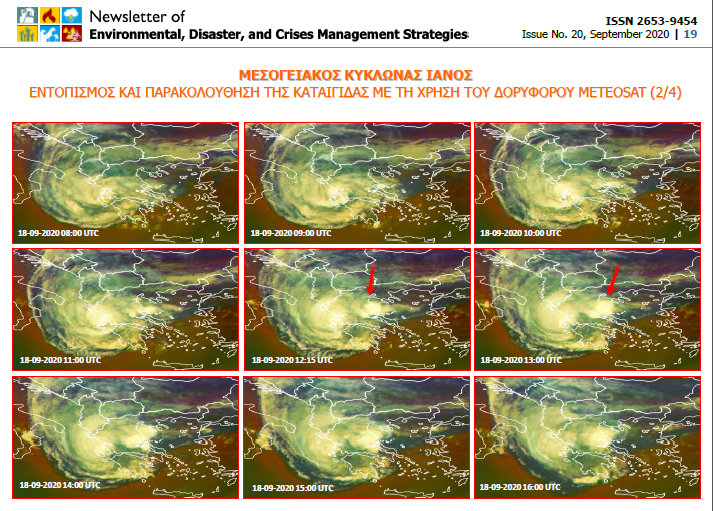 Newsletter of
Environmental, Disaster, and Crises Management Strategies
ISSN 2653-9454
Issue No. 20, September 2020 | 19
ΜΕΣΟΓΕΙΑΚΟΣ ΚΥΚΛΩΝΑΣ ΙΑΝΟΣ
ΕΝΤΟΠΙΣΜΟΣ ΚΑΙ ΠΑΡΑΚΟΛΟΥΘΗΣΗ ΤΗΣ ΚΑΤΑΙΓΙΔΑΣ ΜΕ ΤΗ ΧΡΗΣΗ ΤΟΥ ΔΟΡΥΦΟΡΟΥ METEOSAT (2/4)
18-09-2020 08:00 UTC
18-09-2020 09:00 UTC
18-09-2020 10:00 UTC
18-09-2020 11:00 UTC
18-09-2020 12:15 UTC
18-09-2020 13:00 UTC
18-09-2020 14:00 UTC
18-09-2020 15:00 UTC
18-09-2020 16:00 UTC